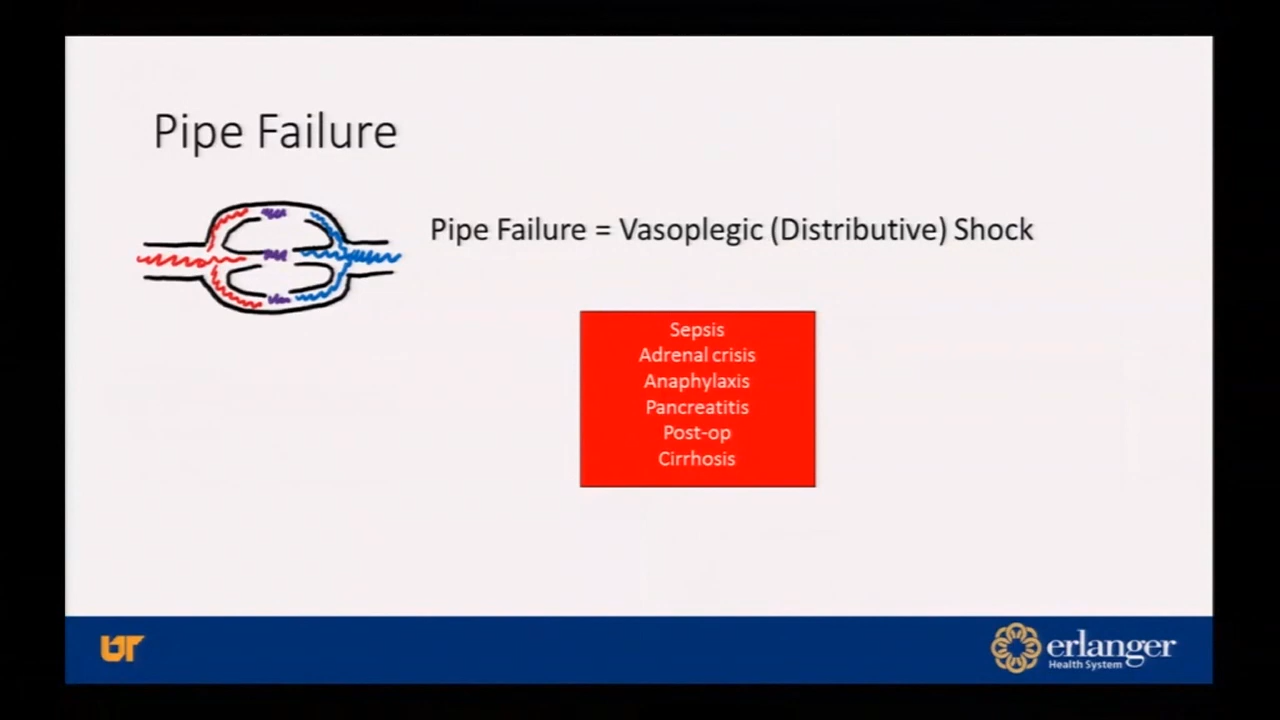 Pipe Failure
Pipe Failure = Vasoplegic (Distributive) Shock
Sepsis
Adrenal crisis
Anaphylaxis
Pancreatitis
Post-op
Cirrhosis
UT
erlanger
Health System